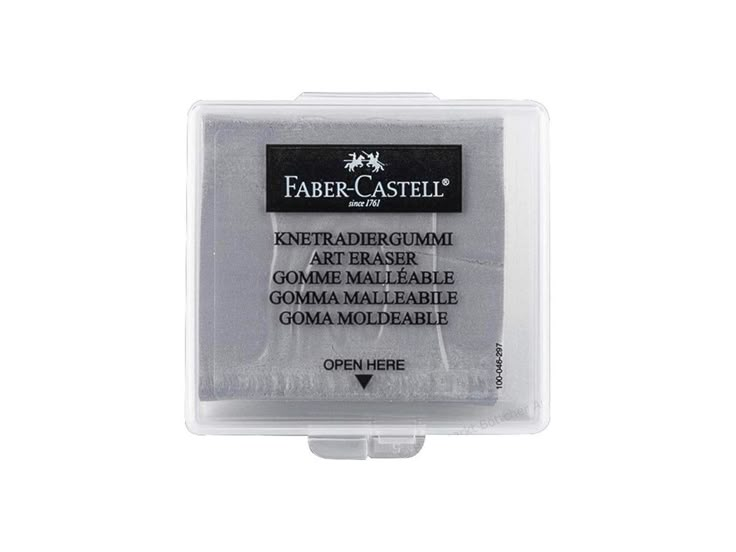 FABER-CASTELL®
since 1761
KNETRADIERGUMMI
ART ERASER
GOMME MALLÉABLE
GOMMA MALLEABILE
GOMA MOLDEABLE
OPEN HERE
100-046-297